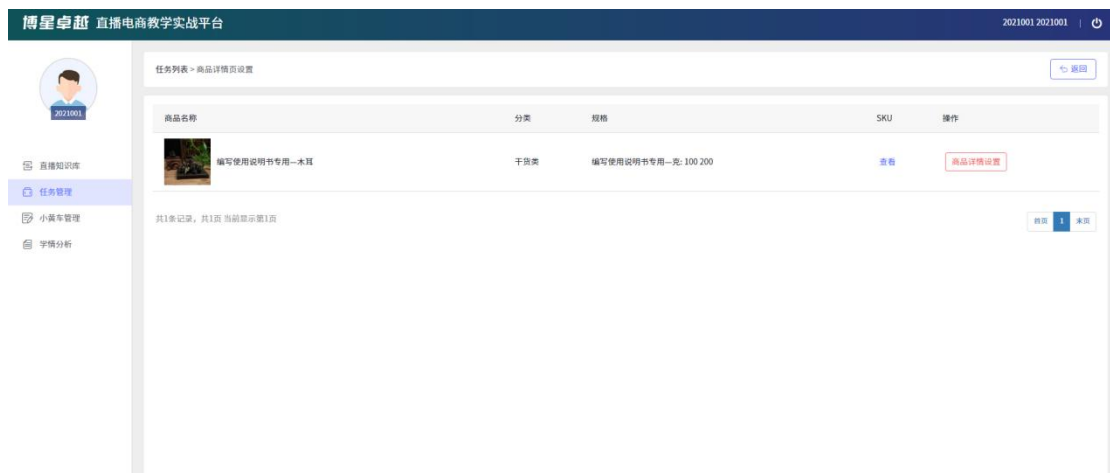 博星卓越 直播电商教学实战平台
2021001 2021001 | 
2021001
直播知识库
任务管理
小黄车管理
学情分析
任务列表 > 商品详情页设置
返回
商品名称 分类 规格 SKU 操作
编写使用说明书专用—木耳 干货类 编写使用说明书专用—克: 100 200 查看 商品详情设置
共1条记录，共1页 当前显示第1页
首页 1 末页